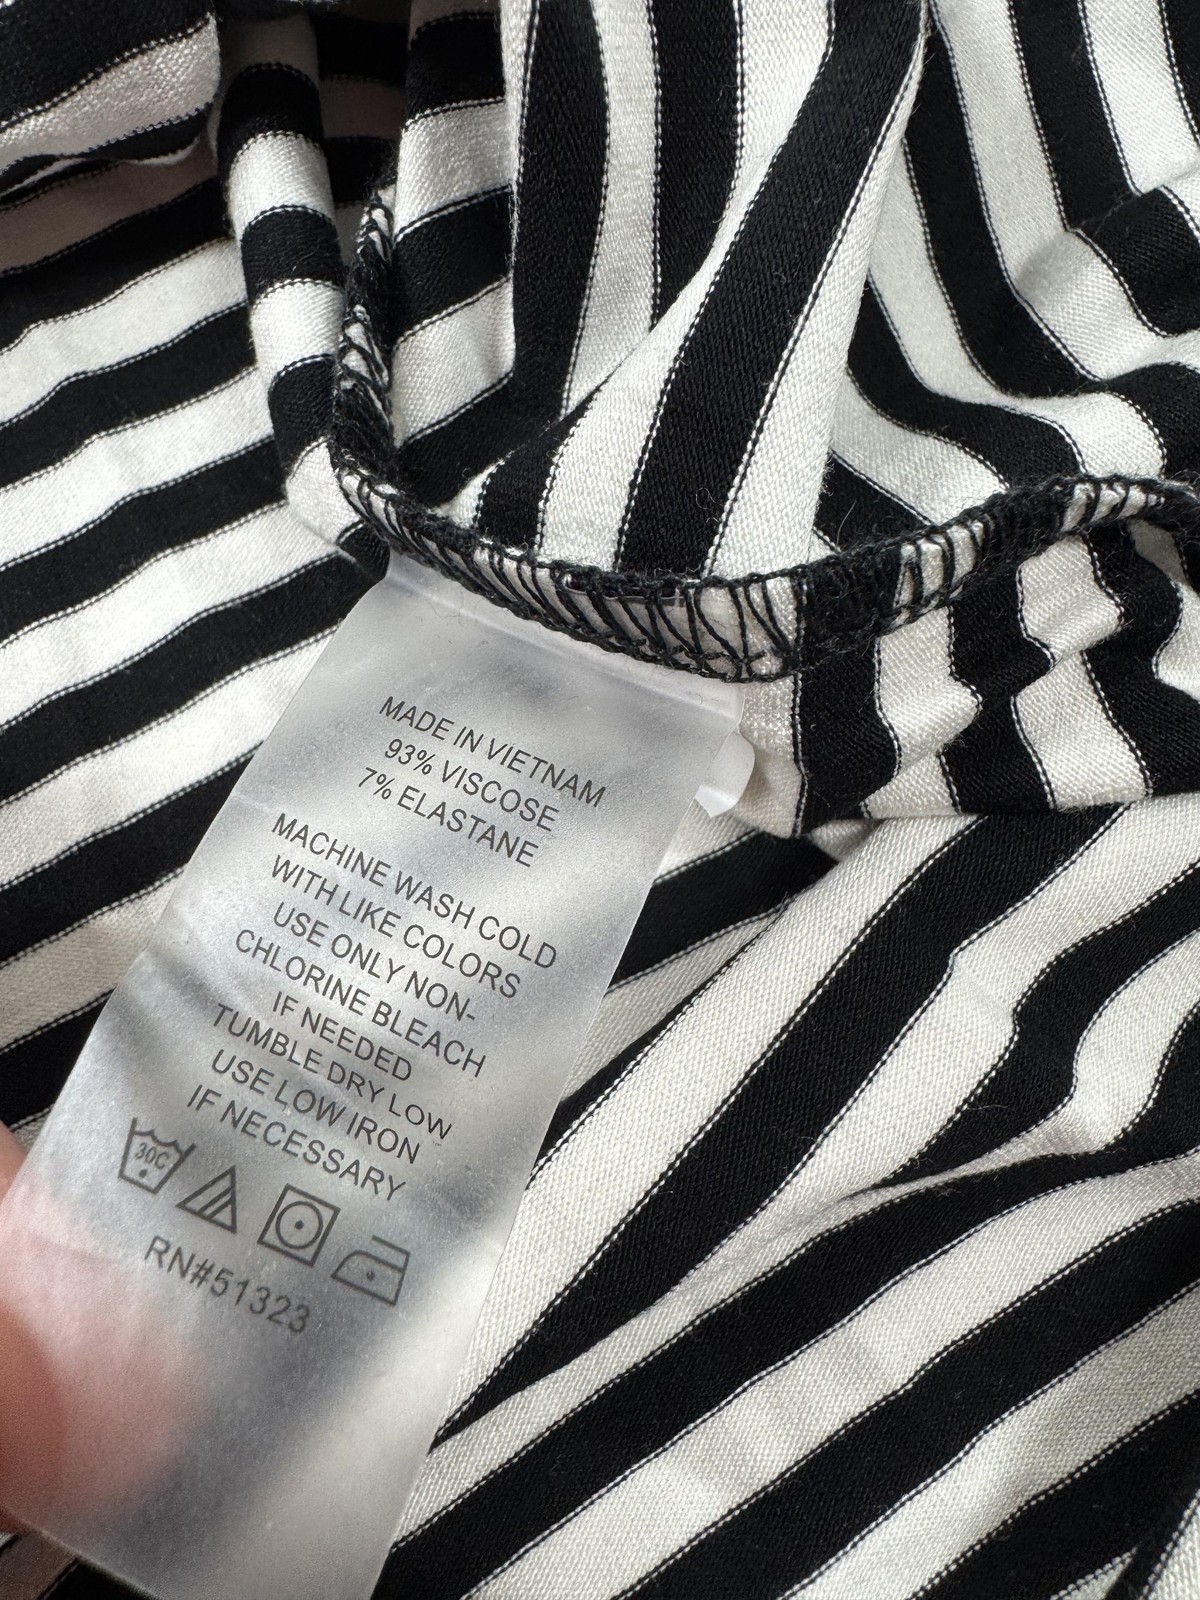 MADE IN VIETNAM
93% VISCOSE
7% ELASTANE
MACHINE WASH COLD
WITH LIKE COLORS
USE ONLY NON-
CHLORINE BLEACH
IF NEEDED
TUMBLE DRY LOW
USE LOW IRON
IF NECESSARY
30C
RN#51323